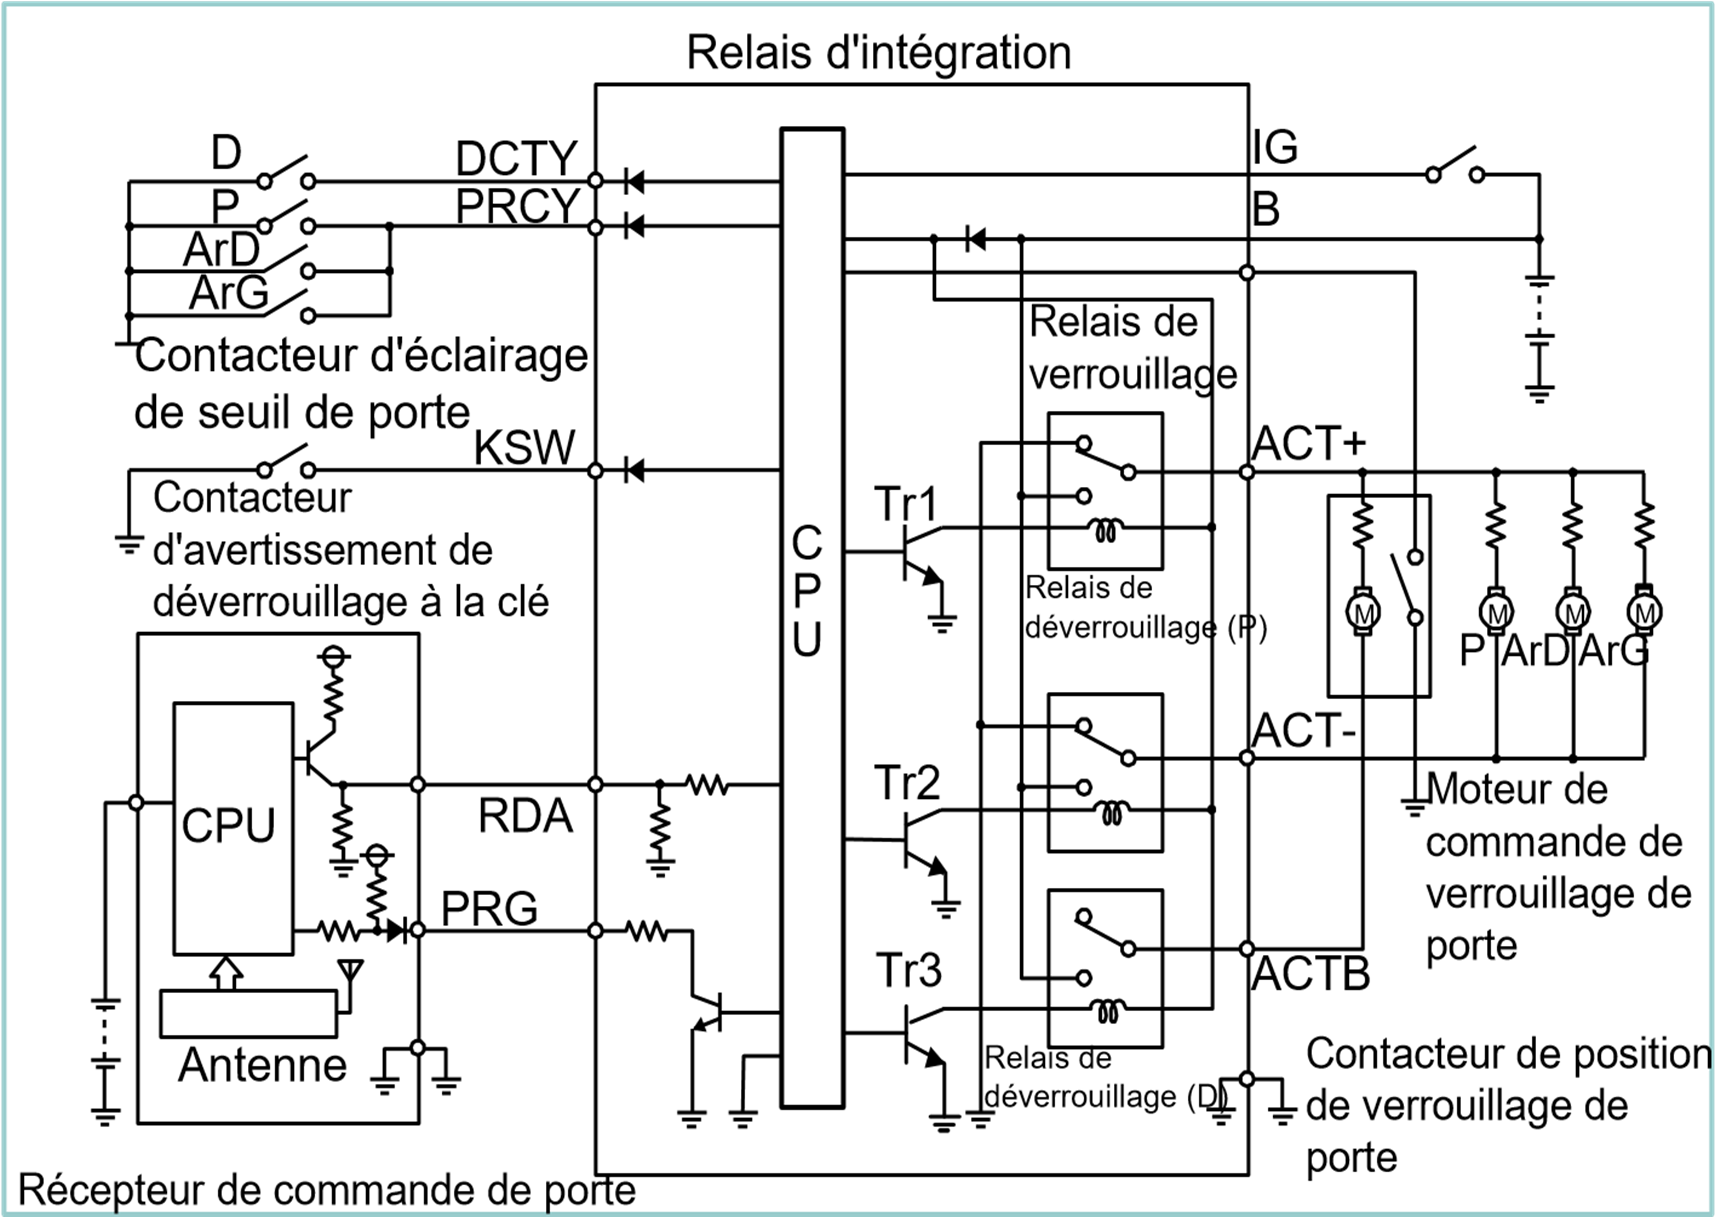 Relais d'intégration
D
DCTY
IG
P
PRCY
B
ArD
ArG
Contacteur d'éclairage
de seuil de porte
Relais de
verrouillage
KSW
ACT+
Contacteur
d'avertissement de
déverrouillage à la clé
Tr1
C
P
U
Relais de
déverrouillage (P)
M
M
M
M
P
ArD
ArG
ACT-
CPU
RDA
Tr2
Moteur de
commande de
verrouillage de
porte
PRG
Tr3
ACTB
Antenne
Relais de
déverrouillage (D)
Contacteur de position
de verrouillage de
porte
Récepteur de commande de porte